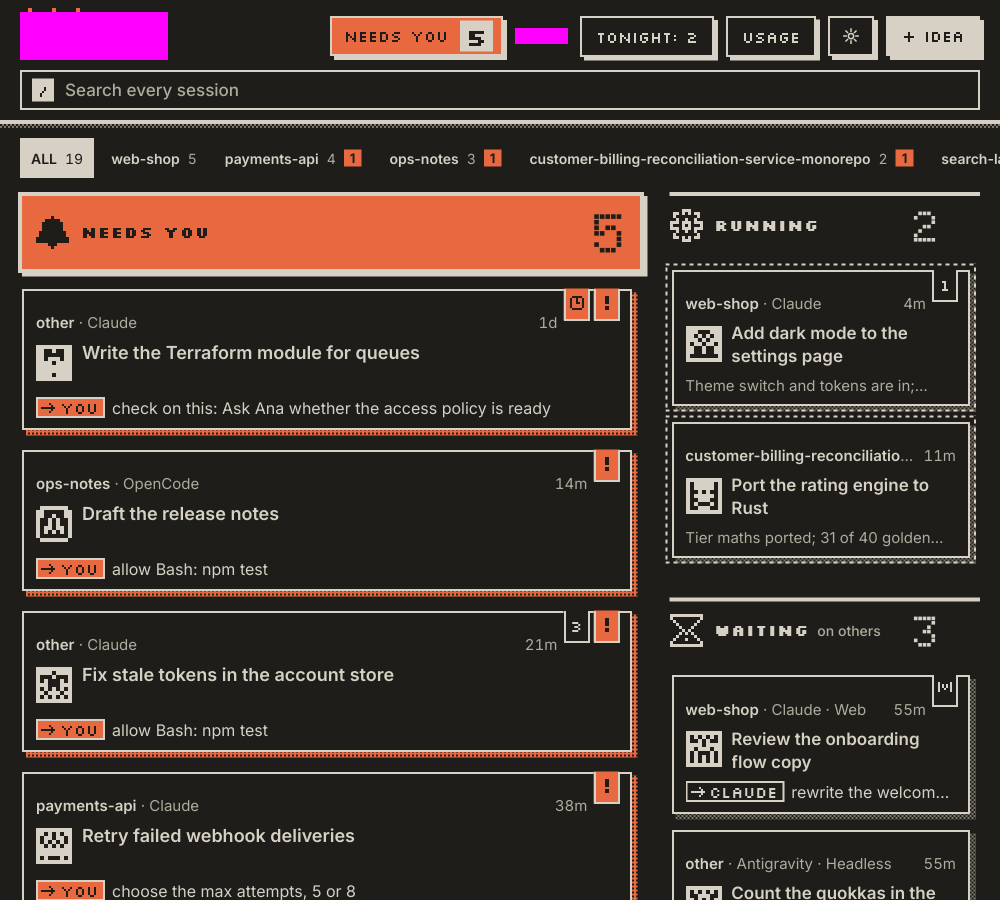 NEEDS YOU 5
TONIGHT: 2
USAGE
+ IDEA
/ Search every session
ALL 19
web-shop 5
payments-api 4 1
ops-notes 3 1
customer-billing-reconciliation-service-monorepo 2 1
NEEDS YOU 5
other · Claude 1d !
Write the Terraform module for queues
→ YOU check on this: Ask Ana whether the access policy is ready
ops-notes · OpenCode 14m !
Draft the release notes
→ YOU allow Bash: npm test
other · Claude 21m 3 !
Fix stale tokens in the account store
→ YOU allow Bash: npm test
payments-api · Claude 38m !
Retry failed webhook deliveries
→ YOU choose the max attempts, 5 or 8
RUNNING 2
web-shop · Claude 4m 1
Add dark mode to the
settings page
Theme switch and tokens are in;...
customer-billing-reconciliatio... 11m
Port the rating engine to
Rust
Tier maths ported; 31 of 40 golden...
WAITING on others 3
web-shop · Claude · Web 55m
Review the onboarding
flow copy
→ CLAUDE rewrite the welcom...
other · Antigravity · Headless 55m
Count the quokkas in the